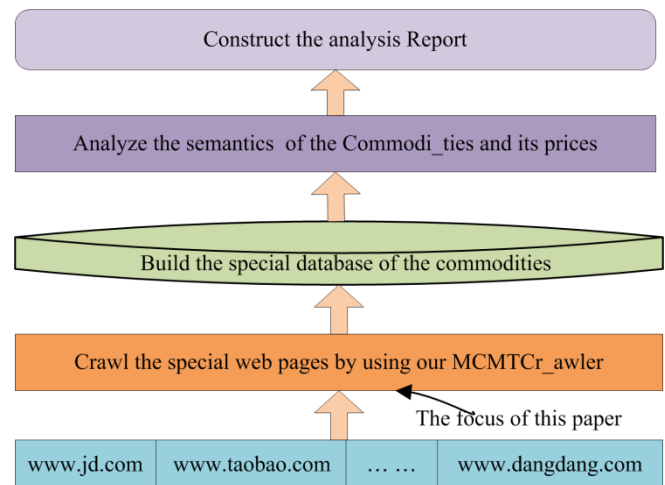 Construct the analysis Report
Analyze the semantics of the Commodi_ties and its prices
Build the special database of the commodities
Crawl the special web pages by using our MCMTCr_awler
The focus of this paper
www.jd.com www.taobao.com … … www.dangdang.com